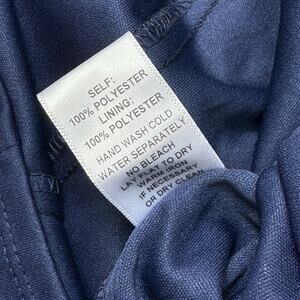 SELF:
100% POLYESTER
LINING:
100% POLYESTER
HAND WASH COLD
WATER SEPARATELY.
NO BLEACH
LAY FLAT TO DRY
WARM IRON
IF NECESSARY
OR DRY CLEAN